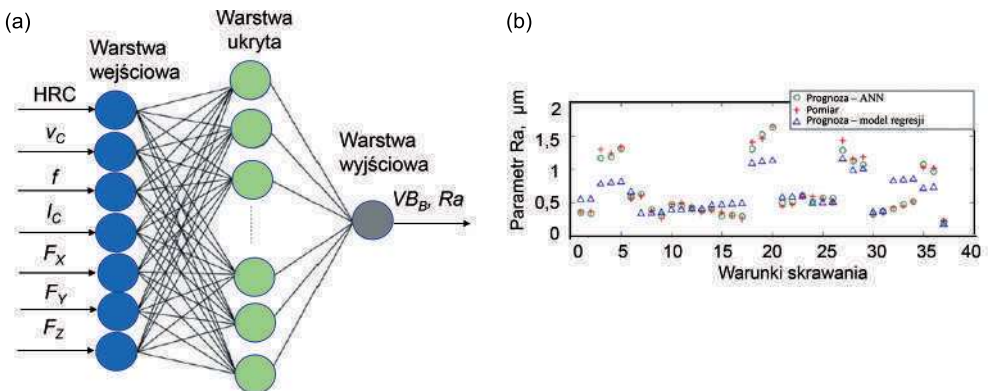 (a)
Warstwa
wejściowa
Warstwa
ukryta
Warstwa
wyjściowa
HRC
v_C
f
l_C
F_X
F_Y
F_Z
VB_B, Ra
(b)
Prognoza – ANN
Pomiar
Prognoza – model regresji
Parametr Ra, μm
2
1,5
1
0,5
0
0 5 10 15 20 25 30 35 40
Warunki skrawania